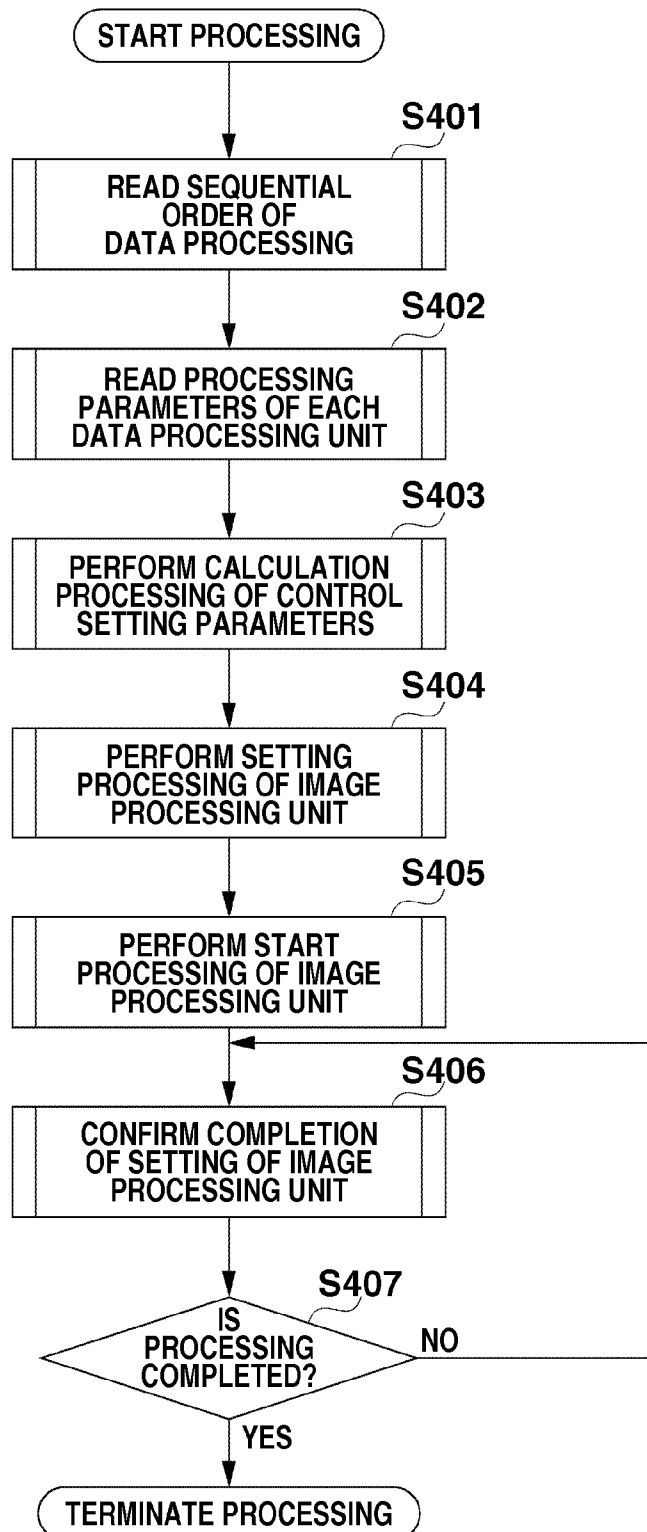 START PROCESSING
S401
READ SEQUENTIAL
ORDER OF
DATA PROCESSING
S402
READ PROCESSING
PARAMETERS OF EACH
DATA PROCESSING UNIT
S403
PERFORM CALCULATION
PROCESSING OF CONTROL
SETTING PARAMETERS
S404
PERFORM SETTING
PROCESSING OF IMAGE
PROCESSING UNIT
S405
PERFORM START
PROCESSING OF IMAGE
PROCESSING UNIT
S406
CONFIRM COMPLETION
OF SETTING OF IMAGE
PROCESSING UNIT
S407
IS
PROCESSING
COMPLETED?
NO
YES
TERMINATE PROCESSING